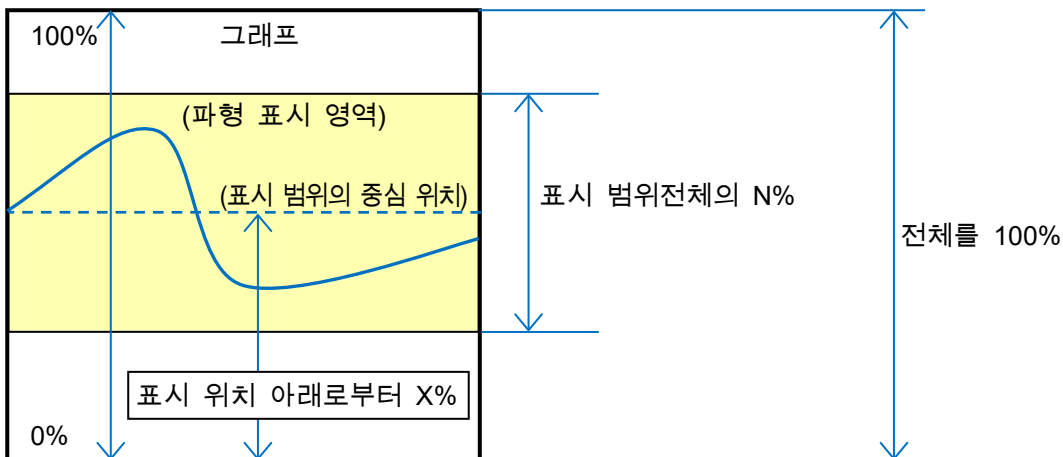 100%
그래프
(파형 표시 영역)
(표시 범위의 중심 위치)
표시 범위전체의 N%
전체를 100%
표시 위치 아래로부터 X%
0%